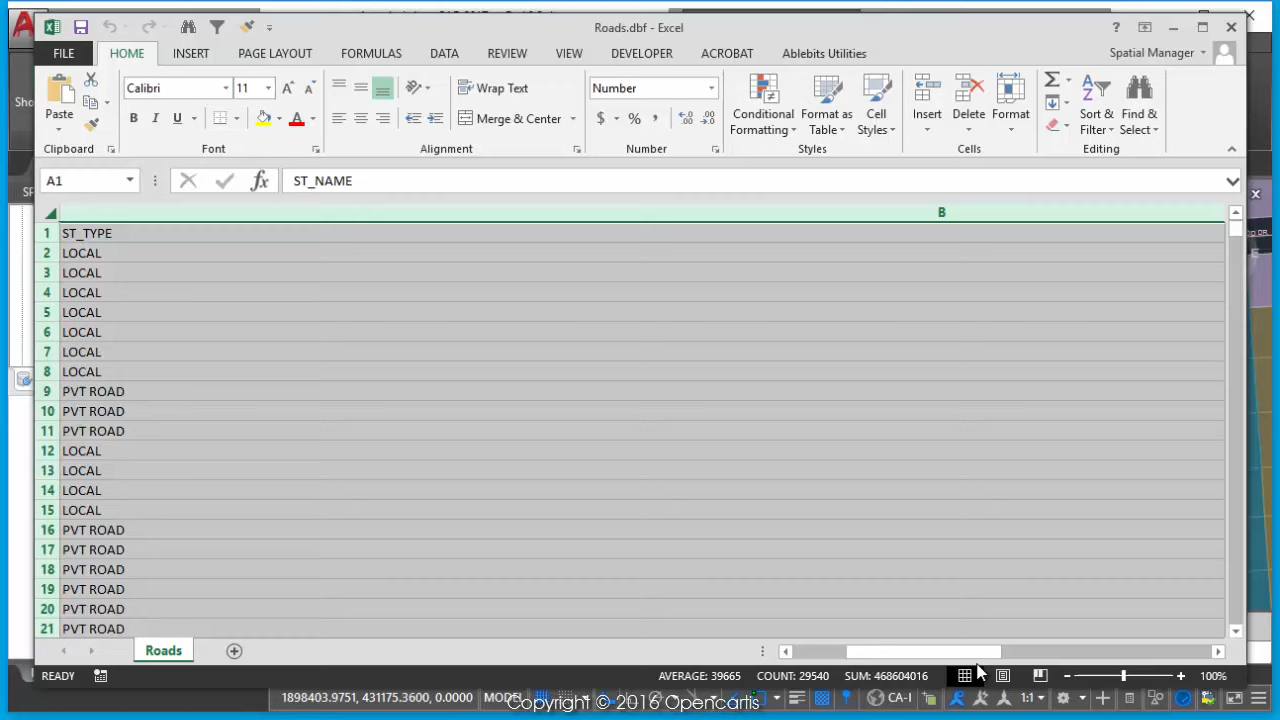 Roads.dbf - Excel
FILE HOME INSERT PAGE LAYOUT FORMULAS DATA REVIEW VIEW DEVELOPER ACROBAT Ablebits Utilities Spatial Manager
Paste
Clipboard
Calibri 11
B I U
Font
Wrap Text
Merge & Center
Alignment
Number
$ % ,
Number
Conditional Formatting
Format as Table
Cell Styles
Styles
Insert Delete Format
Cells
Sort & Filter
Find & Select
Editing
A1 fx ST_NAME
B
1 ST_TYPE
2 LOCAL
3 LOCAL
4 LOCAL
5 LOCAL
6 LOCAL
7 LOCAL
8 LOCAL
9 PVT ROAD
10 PVT ROAD
11 PVT ROAD
12 LOCAL
13 LOCAL
14 LOCAL
15 LOCAL
16 PVT ROAD
17 PVT ROAD
18 PVT ROAD
19 PVT ROAD
20 PVT ROAD
21 PVT ROAD
Roads
READY AVERAGE: 39665 COUNT: 29540 SUM: 468604016 100%
1898403.9751, 431175.3600, 0.0000 MODEL CA-I 1:1
Copyright © 2016 Opencartis